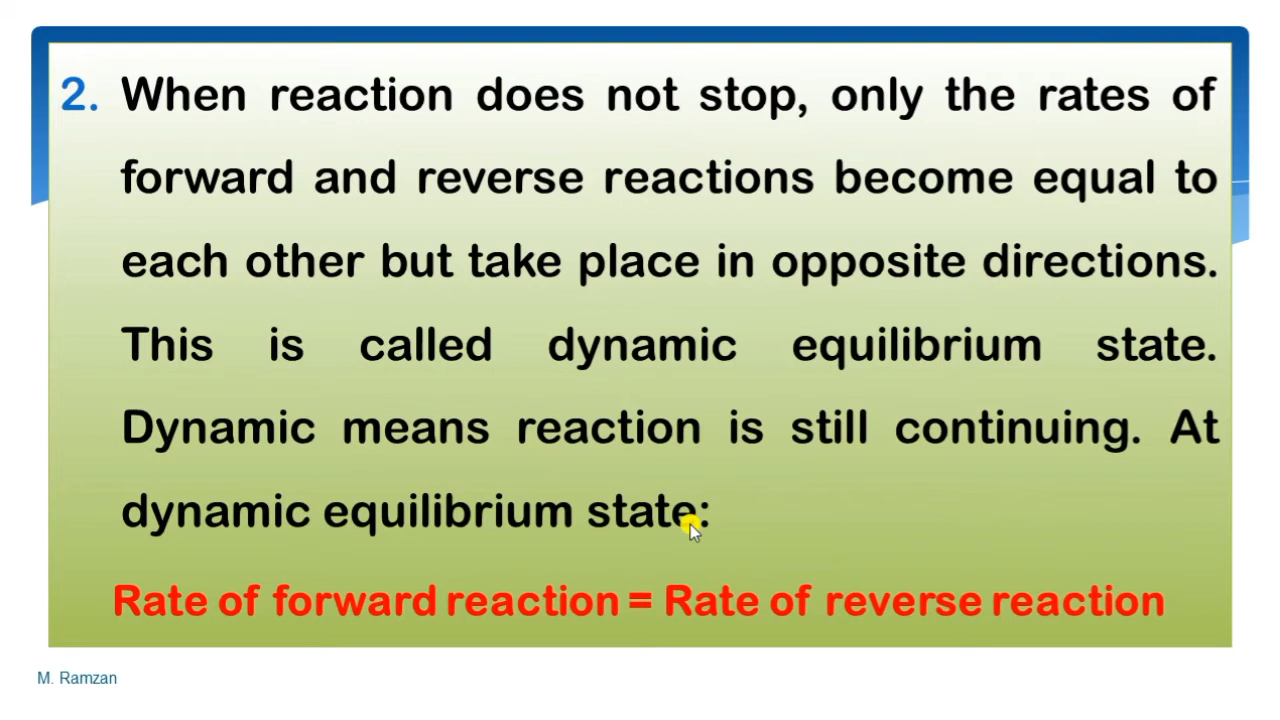 2. When reaction does not stop, only the rates of
forward and reverse reactions become equal to
each other but take place in opposite directions.
This is called dynamic equilibrium state.
Dynamic means reaction is still continuing. At
dynamic equilibrium state:
Rate of forward reaction = Rate of reverse reaction
M. Ramzan